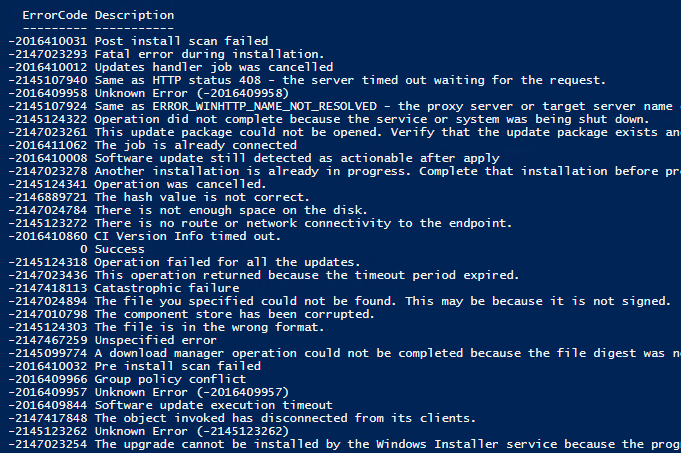 ErrorCode Description
--------- -----------
-2016410031 Post install scan failed
-2147023293 Fatal error during installation.
-2016410012 Updates handler job was cancelled
-2145107940 Same as HTTP status 408 - the server timed out waiting for the request.
-2016409958 Unknown Error (-2016409958)
-2145107924 Same as ERROR_WINHTTP_NAME_NOT_RESOLVED - the proxy server or target server name
-2145124322 Operation did not complete because the service or system was being shut down.
-2147023261 This update package could not be opened. Verify that the update package exists an
-2016411062 The job is already connected
-2016410008 Software update still detected as actionable after apply
-2147023278 Another installation is already in progress. Complete that installation before pr
-2145124341 Operation was cancelled.
-2146889721 The hash value is not correct.
-2147024784 There is not enough space on the disk.
-2145123272 There is no route or network connectivity to the endpoint.
-2016410860 CI Version Info timed out.
0 Success
-2145124318 Operation failed for all the updates.
-2147023436 This operation returned because the timeout period expired.
-2147418113 Catastrophic failure
-2147024894 The file you specified could not be found. This may be because it is not signed.
-2147010798 The component store has been corrupted.
-2145124303 The file is in the wrong format.
-2147467259 Unspecified error
-2145099774 A download manager operation could not be completed because the file digest was n
-2016410032 Pre install scan failed
-2016409966 Group policy conflict
-2016409957 Unknown Error (-2016409957)
-2016409844 Software update execution timeout
-2147417848 The object invoked has disconnected from its clients.
-2145123262 Unknown Error (-2145123262)
-2147023254 The upgrade cannot be installed by the Windows Installer service because the prog